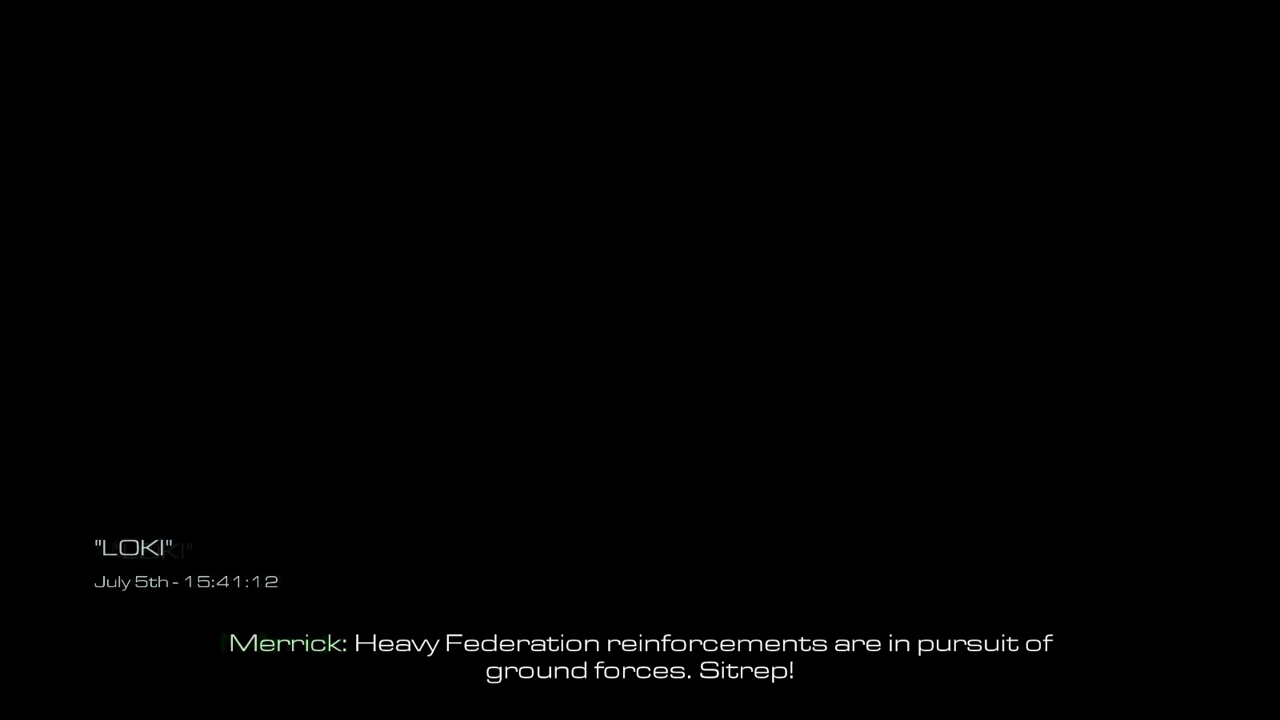 "LOKI"
July 5th - 15:41:12
Merrick: Heavy Federation reinforcements are in pursuit of
ground forces. Sitrep!